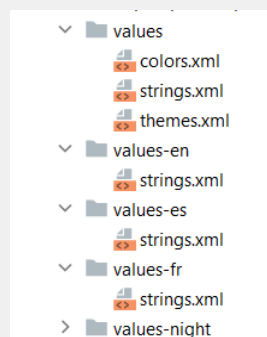 values
colors.xml
strings.xml
themes.xml
values-en
strings.xml
values-es
strings.xml
values-fr
strings.xml
values-night